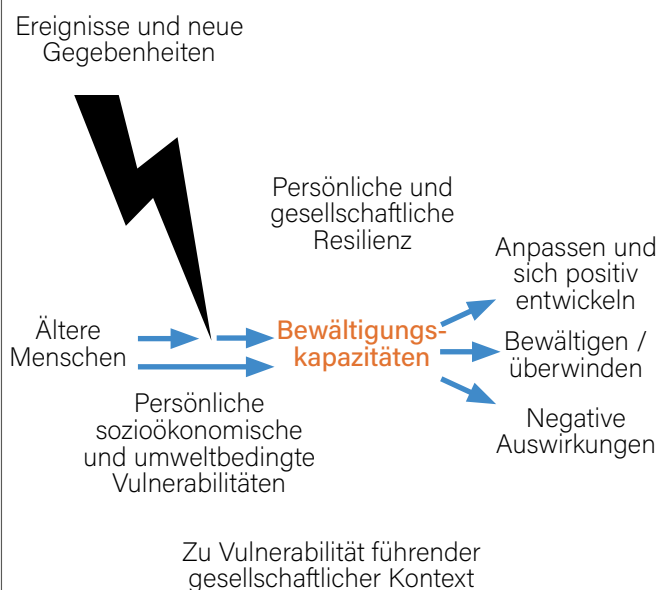 Ereignisse und neue
Gegebenheiten
Persönliche und
gesellschaftliche
Resilienz
Anpassen und
sich positiv
entwickeln
Ältere
Menschen
Bewältigungs-
kapazitäten
Bewältigen /
überwinden
Persönliche
sozioökonomische
und umweltbedingte
Vulnerabilitäten
Negative
Auswirkungen
Zu Vulnerabilität führender
gesellschaftlicher Kontext